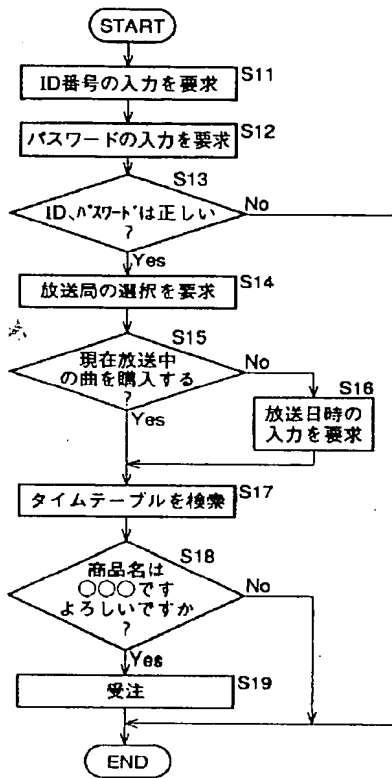 START
ID番号の入力を要求 S11
パスワードの入力を要求 S12
S13
ID、パスワードは正しい No
?
Yes
放送局の選択を要求 S14
S15
現在放送中 No
の曲を購入する S16
?
放送日時の
入力を要求
Yes
タイムテーブルを検索 S17
S18
商品名は
○○○です No
よろしいですか
?
Yes
受注 S19
END